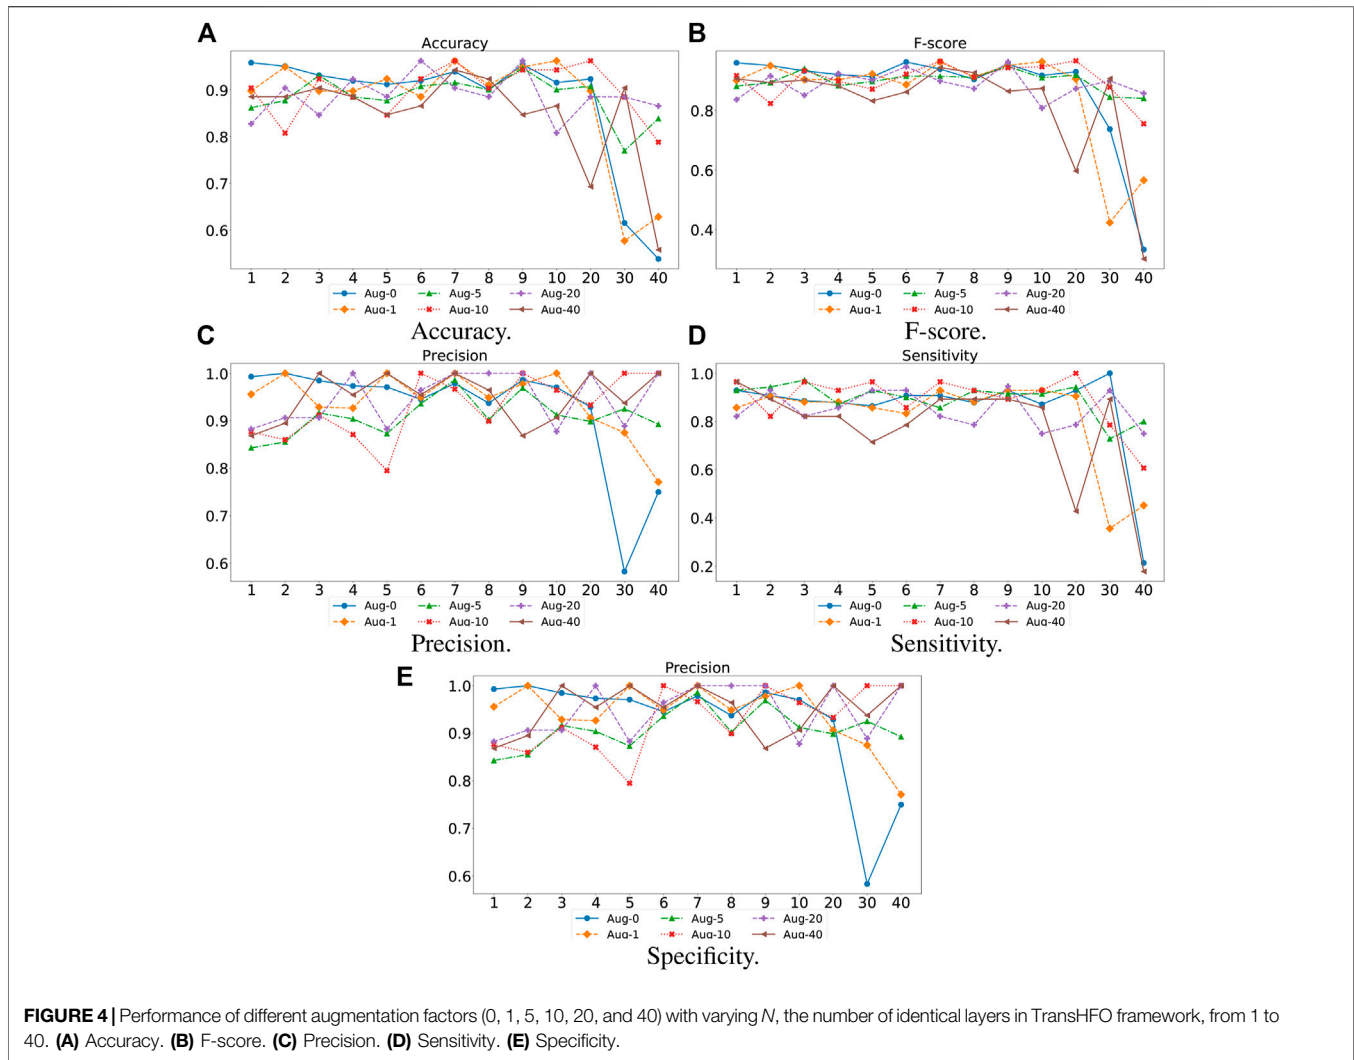 A
Accuracy
0.9
0.8
0.7
0.6
1 2 3 4 5 6 7 8 9 10 20 30 40
Aug-0 Aug-5 Aug-20
Aug-1 Aug-10 Aug-40
Accuracy.
B
F-score
0.8
0.6
0.4
1 2 3 4 5 6 7 8 9 10 20 30 40
Aug-0 Aug-5 Aug-20
Aug-1 Aug-10 Aug-40
F-score.
C
Precision
1.0
0.9
0.8
0.7
0.6
1 2 3 4 5 6 7 8 9 10 20 30 40
Aug-0 Aug-5 Aug-20
Aug-1 Aug-10 Aug-40
Precision.
D
Sensitivity
1.0
0.8
0.6
0.4
0.2
1 2 3 4 5 6 7 8 9 10 20 30 40
Aug-0 Aug-5 Aug-20
Aug-1 Aug-10 Aug-40
Sensitivity.
E
Precision
1.0
0.9
0.8
0.7
0.6
1 2 3 4 5 6 7 8 9 10 20 30 40
Aug-0 Aug-5 Aug-20
Aug-1 Aug-10 Aug-40
Specificity.
FIGURE 4 | Performance of different augmentation factors (0, 1, 5, 10, 20, and 40) with varying N, the number of identical layers in TransHFO framework, from 1 to
40. (A) Accuracy. (B) F-score. (C) Precision. (D) Sensitivity. (E) Specificity.